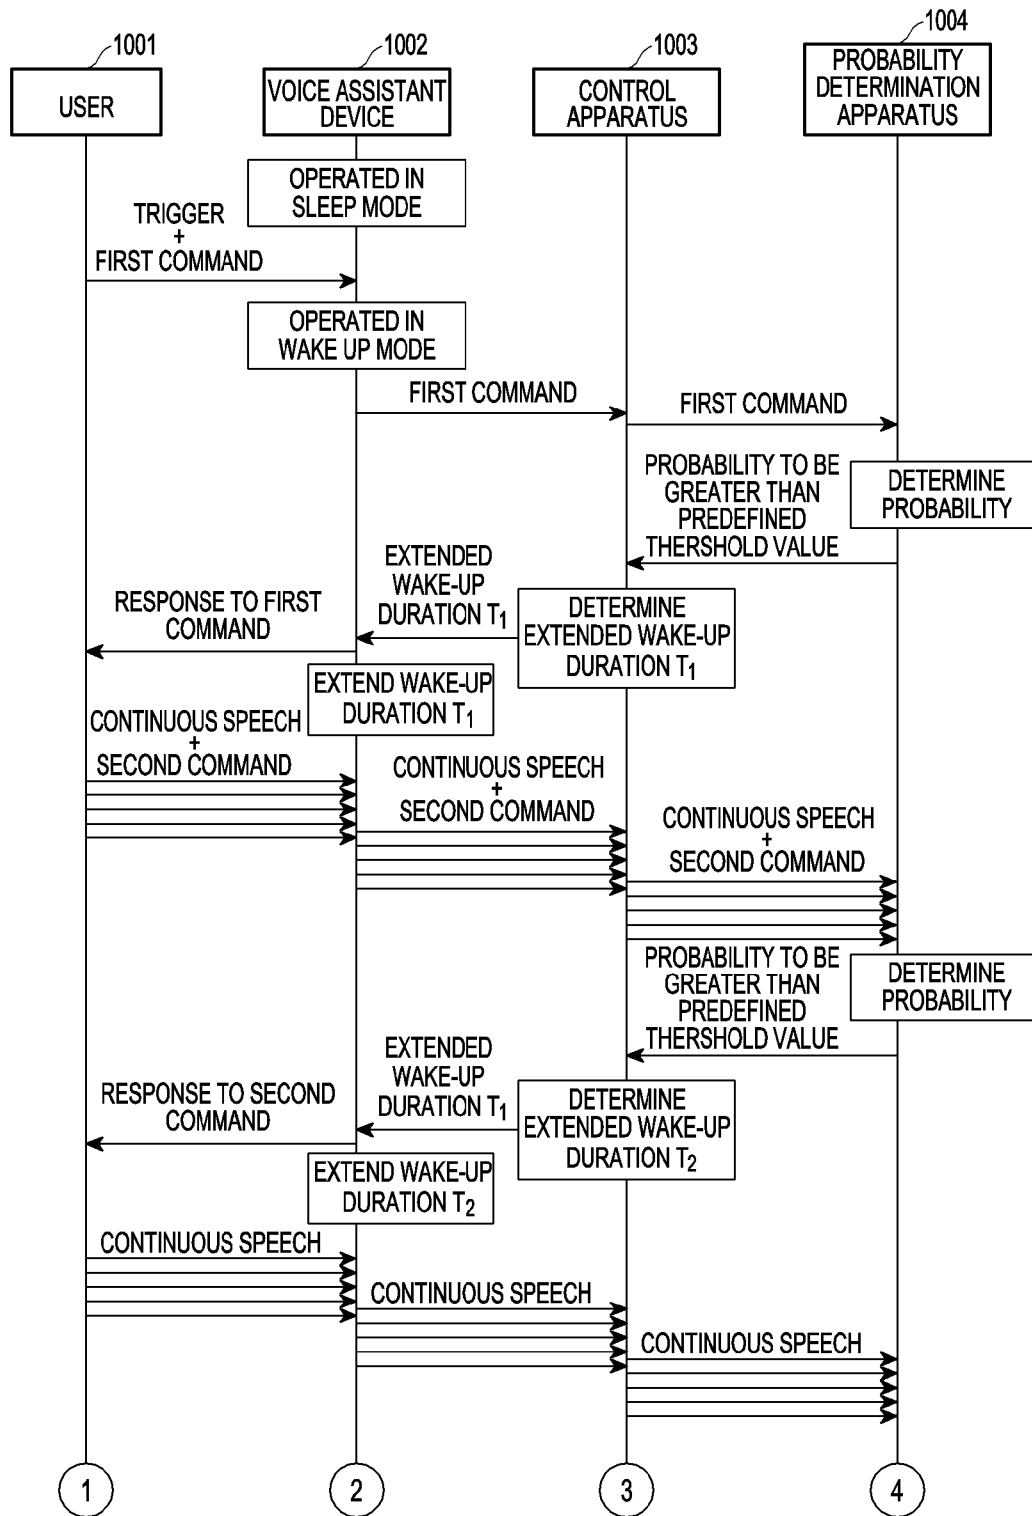 1001
1002
1003
1004
USER
VOICE ASSISTANT
DEVICE
CONTROL
APPARATUS
PROBABILITY
DETERMINATION
APPARATUS
OPERATED IN
SLEEP MODE
TRIGGER
+
FIRST COMMAND
OPERATED IN
WAKE UP MODE
FIRST COMMAND
FIRST COMMAND
DETERMINE
PROBABILITY
PROBABILITY TO BE
GREATER THAN
PREDEFINED
THERSHOLD VALUE
DETERMINE
EXTENDED WAKE-UP
DURATION T1
EXTENDED
WAKE-UP
DURATION T1
RESPONSE TO FIRST
COMMAND
EXTEND WAKE-UP
DURATION T1
CONTINUOUS SPEECH
+
SECOND COMMAND
CONTINUOUS SPEECH
+
SECOND COMMAND
CONTINUOUS SPEECH
+
SECOND COMMAND
DETERMINE
PROBABILITY
PROBABILITY TO BE
GREATER THAN
PREDEFINED
THERSHOLD VALUE
DETERMINE
EXTENDED WAKE-UP
DURATION T2
EXTENDED
WAKE-UP
DURATION T1
RESPONSE TO SECOND
COMMAND
EXTEND WAKE-UP
DURATION T2
CONTINUOUS SPEECH
CONTINUOUS SPEECH
CONTINUOUS SPEECH
1
2
3
4